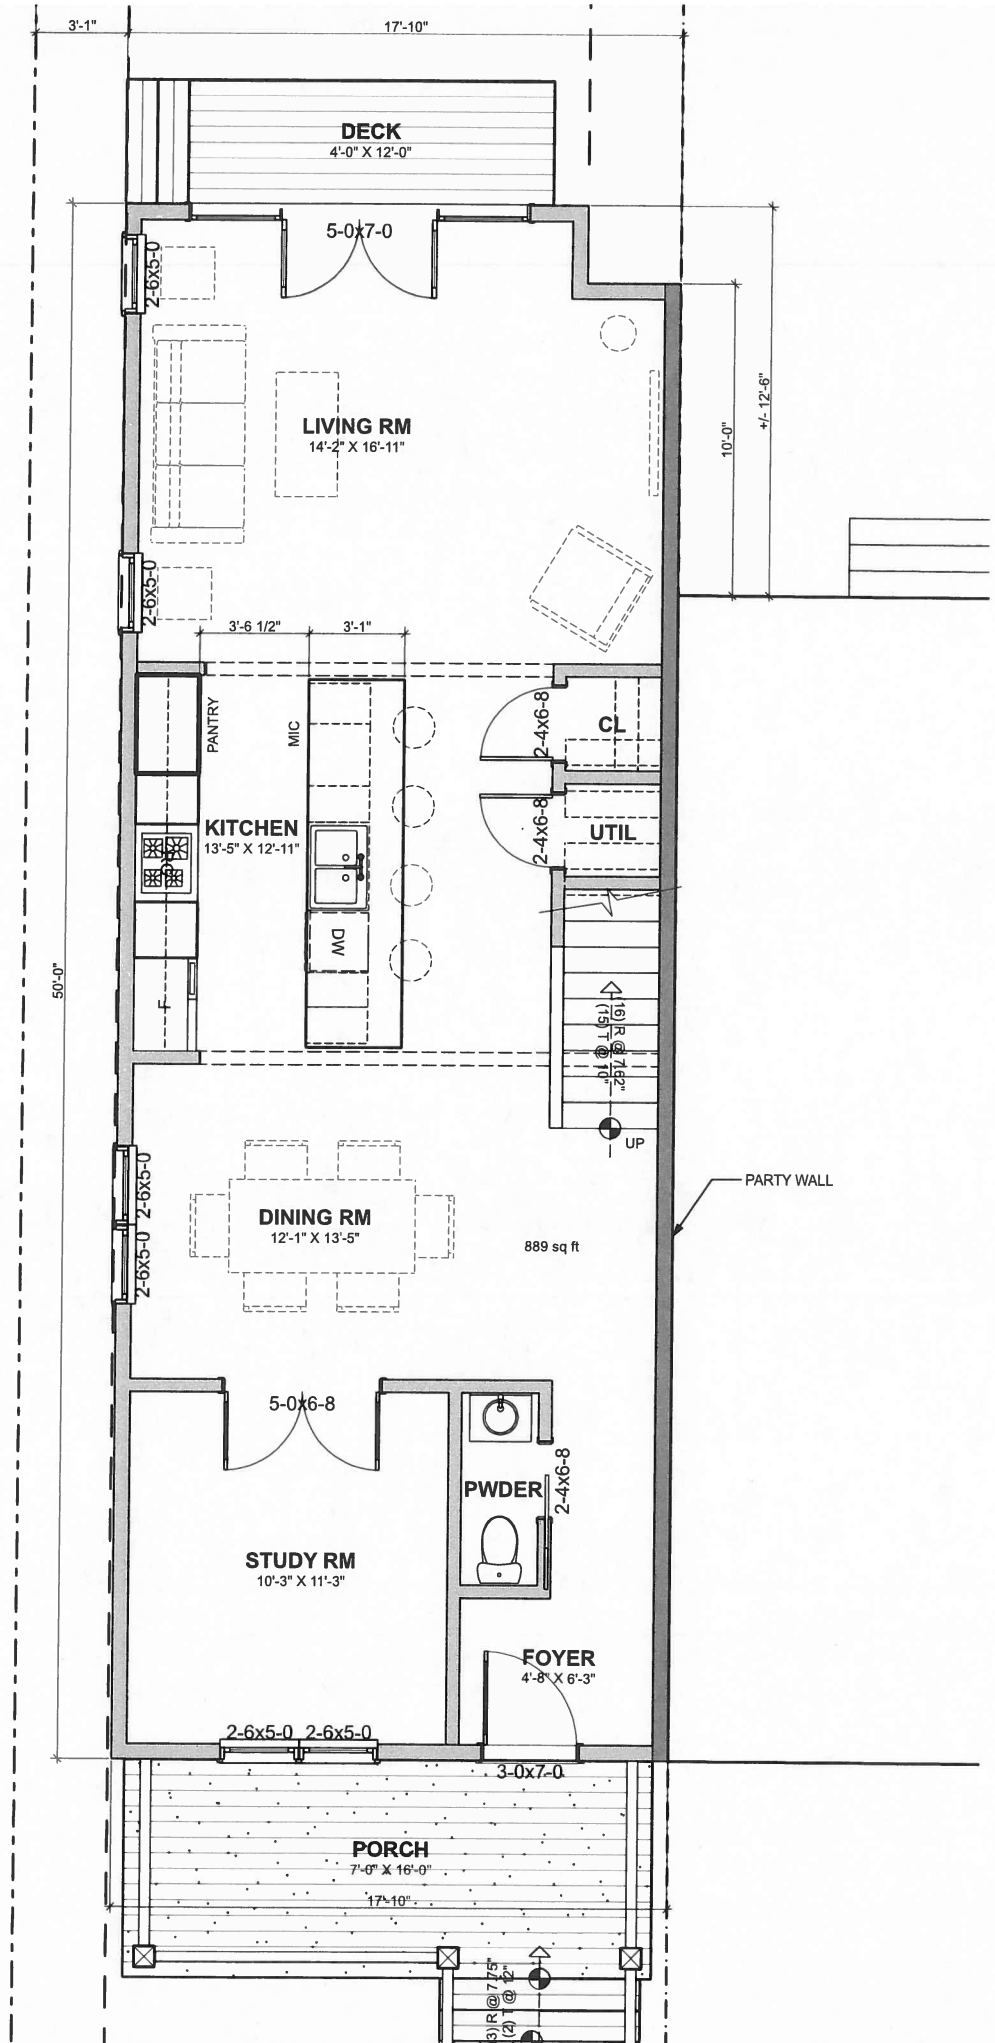 3'-1"
17'-10"
DECK
4'-0" X 12'-0"
5-0x7-0
2-6x5-0
LIVING RM
14'-2" X 16'-11"
10'-0"
+/- 12'-6"
2-6x5-0
3'-6 1/2"
3'-1"
PANTRY
MIC
2-4x6-8
CL
KITCHEN
13'-5" X 12'-11"
2-4x6-8
UTIL
DW
F
50'-0"
(16) R @ 7.62"
(15) T @ 10"
UP
2-6x5-0
PARTY WALL
DINING RM
12'-1" X 13'-5"
889 sq ft
2-6x5-0
5-0x6-8
PWDER
2-4x6-8
STUDY RM
10'-3" X 11'-3"
FOYER
4'-8" X 6'-3"
2-6x5-0
2-6x5-0
3-0x7-0
PORCH
7'-0" X 16'-0"
17'-10"
3) R @ 7.75"
(2) T @ 12"